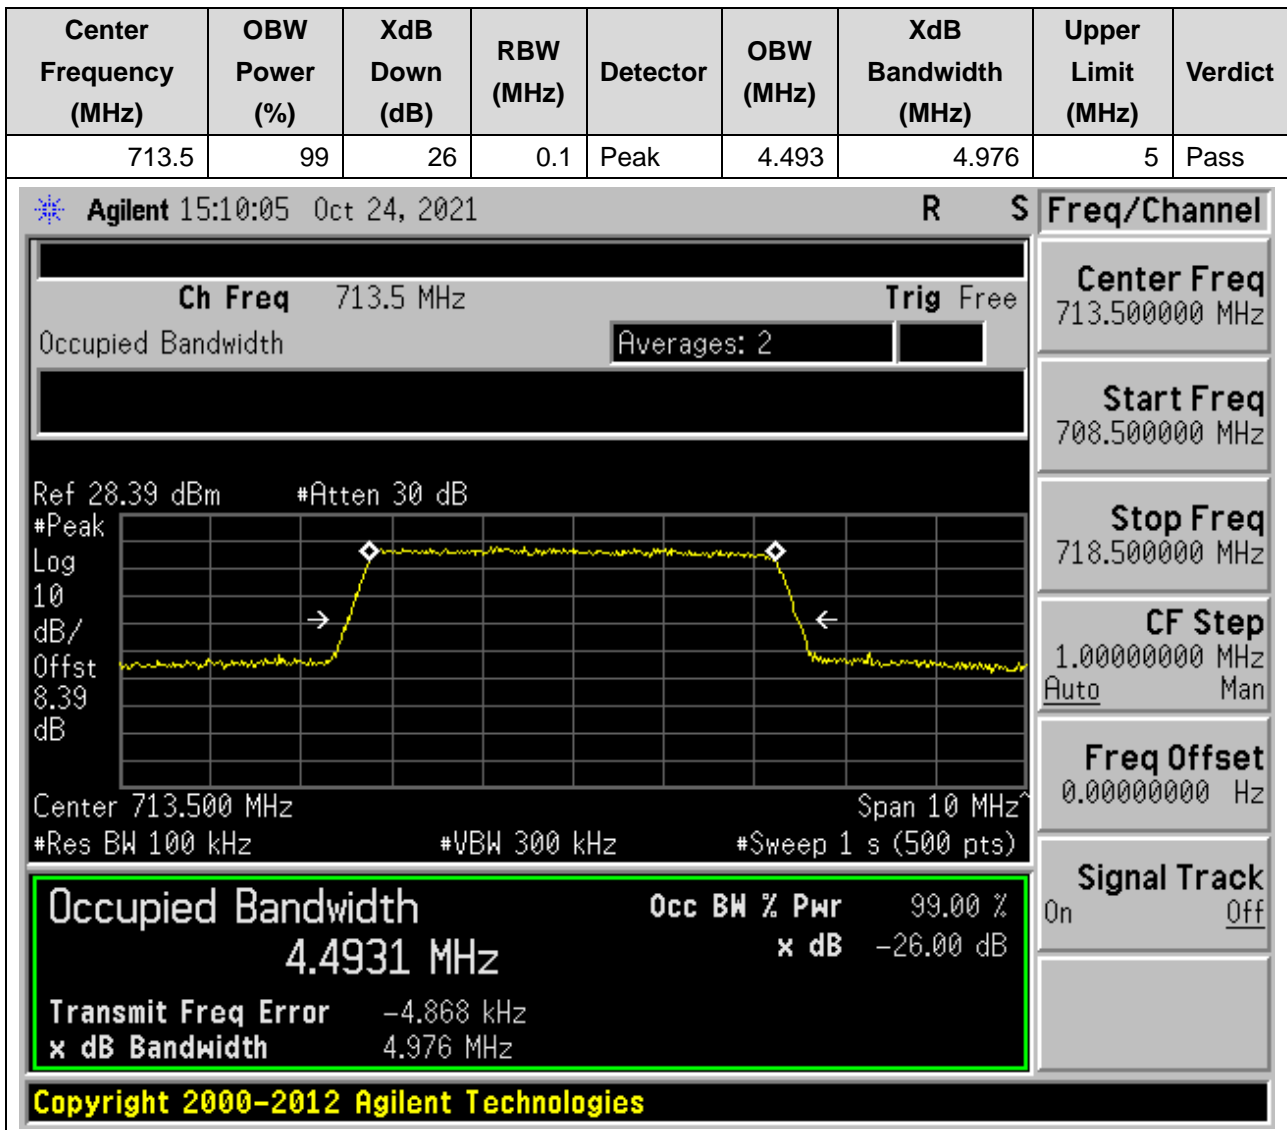 Center Frequency (MHz) OBW Power (%) XdB Down (dB) RBW (MHz) Detector OBW (MHz) XdB Bandwidth (MHz) Upper Limit (MHz) Verdict
713.5 99 26 0.1 Peak 4.493 4.976 5 Pass
Agilent 15:10:05 Oct 24, 2021 R S Freq/Channel
Ch Freq 713.5 MHz Trig Free
Occupied Bandwidth Averages: 2
Center Freq
713.500000 MHz
Start Freq
708.500000 MHz
Stop Freq
718.500000 MHz
CF Step
1.00000000 MHz
Auto Man
Freq Offset
0.00000000 Hz
Signal Track
On Off
Ref 28.39 dBm #Atten 30 dB
#Peak
Log
10
dB/
Offst
8.39
dB
Center 713.500 MHz Span 10 MHz^
#Res BW 100 kHz #VBW 300 kHz #Sweep 1 s (500 pts)
Occupied Bandwidth Occ BW % Pwr 99.00 %
4.4931 MHz x dB -26.00 dB
Transmit Freq Error -4.868 kHz
x dB Bandwidth 4.976 MHz
Copyright 2000-2012 Agilent Technologies